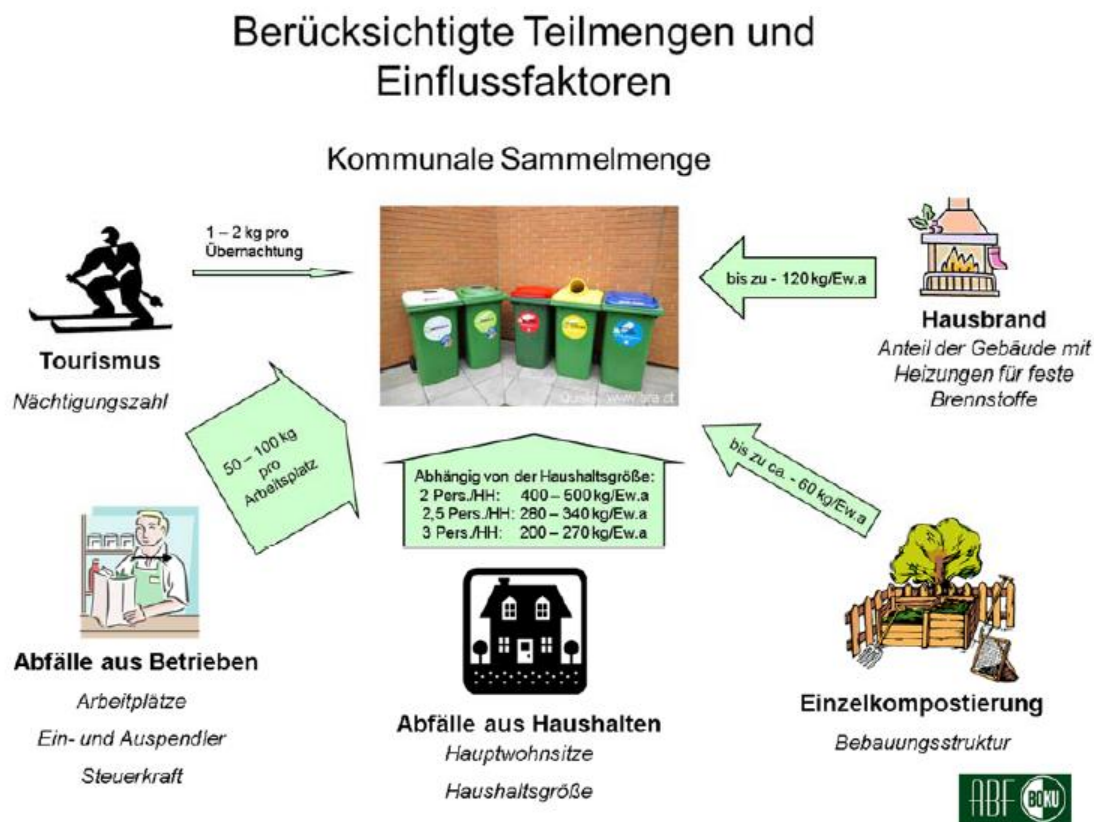 Berücksichtigte Teilmengen und
Einflussfaktoren
Kommunale Sammelmenge
1 – 2 kg pro
Übernachtung
Tourismus
Nächtigungszahl
bis zu - 120 kg/Ew.a
Hausbrand
Anteil der Gebäude mit
Heizungen für feste
Brennstoffe
Quelle: www.bra.at
50 – 100 kg
pro
Arbeitsplatz
Abhängig von der Haushaltsgröße:
2 Pers./HH: 400 – 500 kg/Ew.a
2,5 Pers./HH: 280 – 340 kg/Ew.a
3 Pers./HH: 200 – 270 kg/Ew.a
bis zu ca. - 60 kg/Ew.a
Abfälle aus Betrieben
Arbeitplätze
Ein- und Auspendler
Steuerkraft
Abfälle aus Haushalten
Hauptwohnsitze
Haushaltsgröße
Einzelkompostierung
Bebauungsstruktur
ABF BOKU